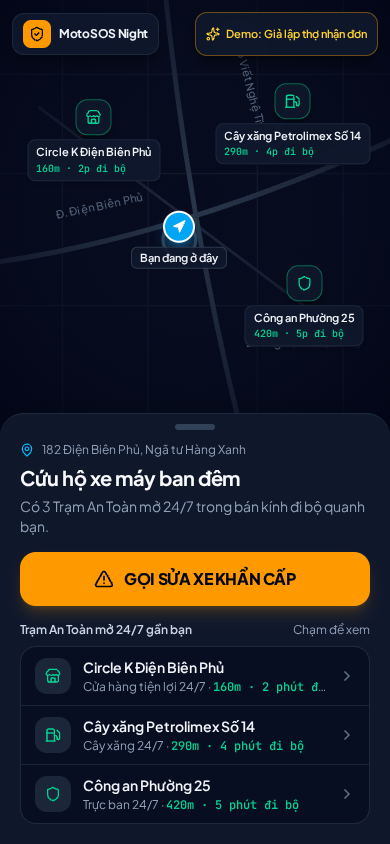 MotoSOS Night
Demo: Giả lập thợ nhận đơn
Viết Nghệ Tĩ
Circle K Điện Biên Phủ
160m · 2p đi bộ
Cây xăng Petrolimex Số 14
290m · 4p đi bộ
Đ. Điện Biên Phủ
Bạn đang ở đây
Công an Phường 25
420m · 5p đi bộ
182 Điện Biên Phủ, Ngã tư Hàng Xanh
Cứu hộ xe máy ban đêm
Có 3 Trạm An Toàn mở 24/7 trong bán kính đi bộ quanh
bạn.
GỌI SỬA XE KHẨN CẤP
Trạm An Toàn mở 24/7 gần bạn
Chạm để xem
Circle K Điện Biên Phủ
Cửa hàng tiện lợi 24/7 · 160m · 2 phút đ…
Cây xăng Petrolimex Số 14
Cây xăng 24/7 · 290m · 4 phút đi bộ
Công an Phường 25
Trực ban 24/7 · 420m · 5 phút đi bộ